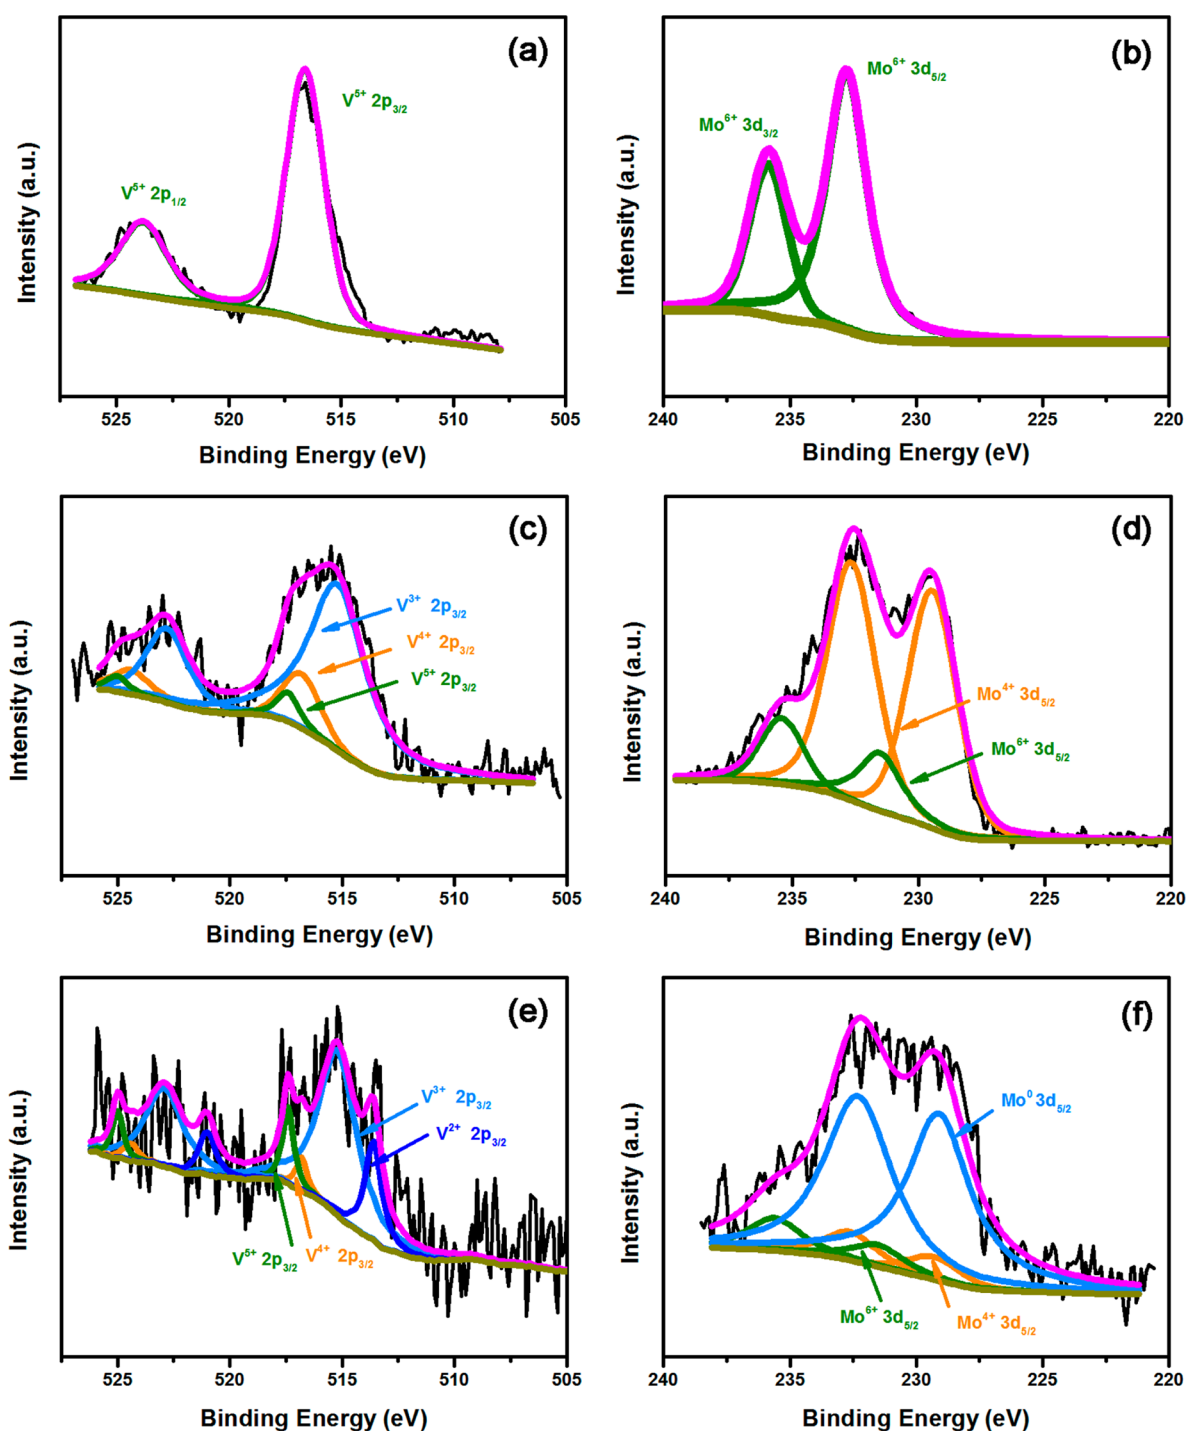 (a)
V⁵⁺ 2p₃/₂
V⁵⁺ 2p₁/₂
Intensity (a.u.)
525 520 515 510 505
Binding Energy (eV)
(b)
Mo⁶⁺ 3d₅/₂
Mo⁶⁺ 3d₃/₂
Intensity (a.u.)
240 235 230 225 220
Binding Energy (eV)
(c)
V³⁺ 2p₃/₂
V⁴⁺ 2p₃/₂
V⁵⁺ 2p₃/₂
Intensity (a.u.)
525 520 515 510 505
Binding Energy (eV)
(d)
Mo⁴⁺ 3d₅/₂
Mo⁶⁺ 3d₅/₂
Intensity (a.u.)
240 235 230 225 220
Binding Energy (eV)
(e)
V³⁺ 2p₃/₂
V²⁺ 2p₃/₂
V⁵⁺ 2p₃/₂
V⁴⁺ 2p₃/₂
Intensity (a.u.)
525 520 515 510 505
Binding Energy (eV)
(f)
Mo⁰ 3d₅/₂
Mo⁶⁺ 3d₅/₂
Mo⁴⁺ 3d₅/₂
Intensity (a.u.)
240 235 230 225 220
Binding Energy (eV)